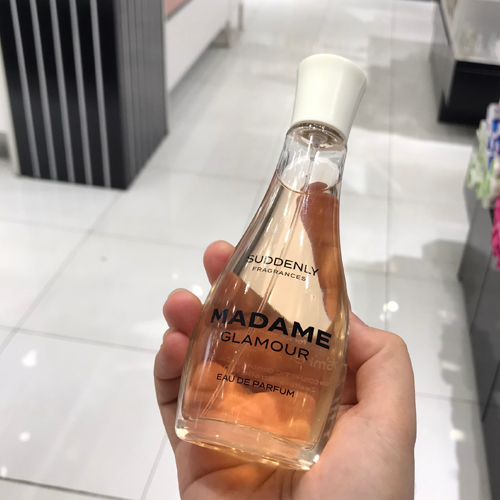 SUDDENLY
FRAGRANCES
MADAME
GLAMOUR
EAU DE PARFUM